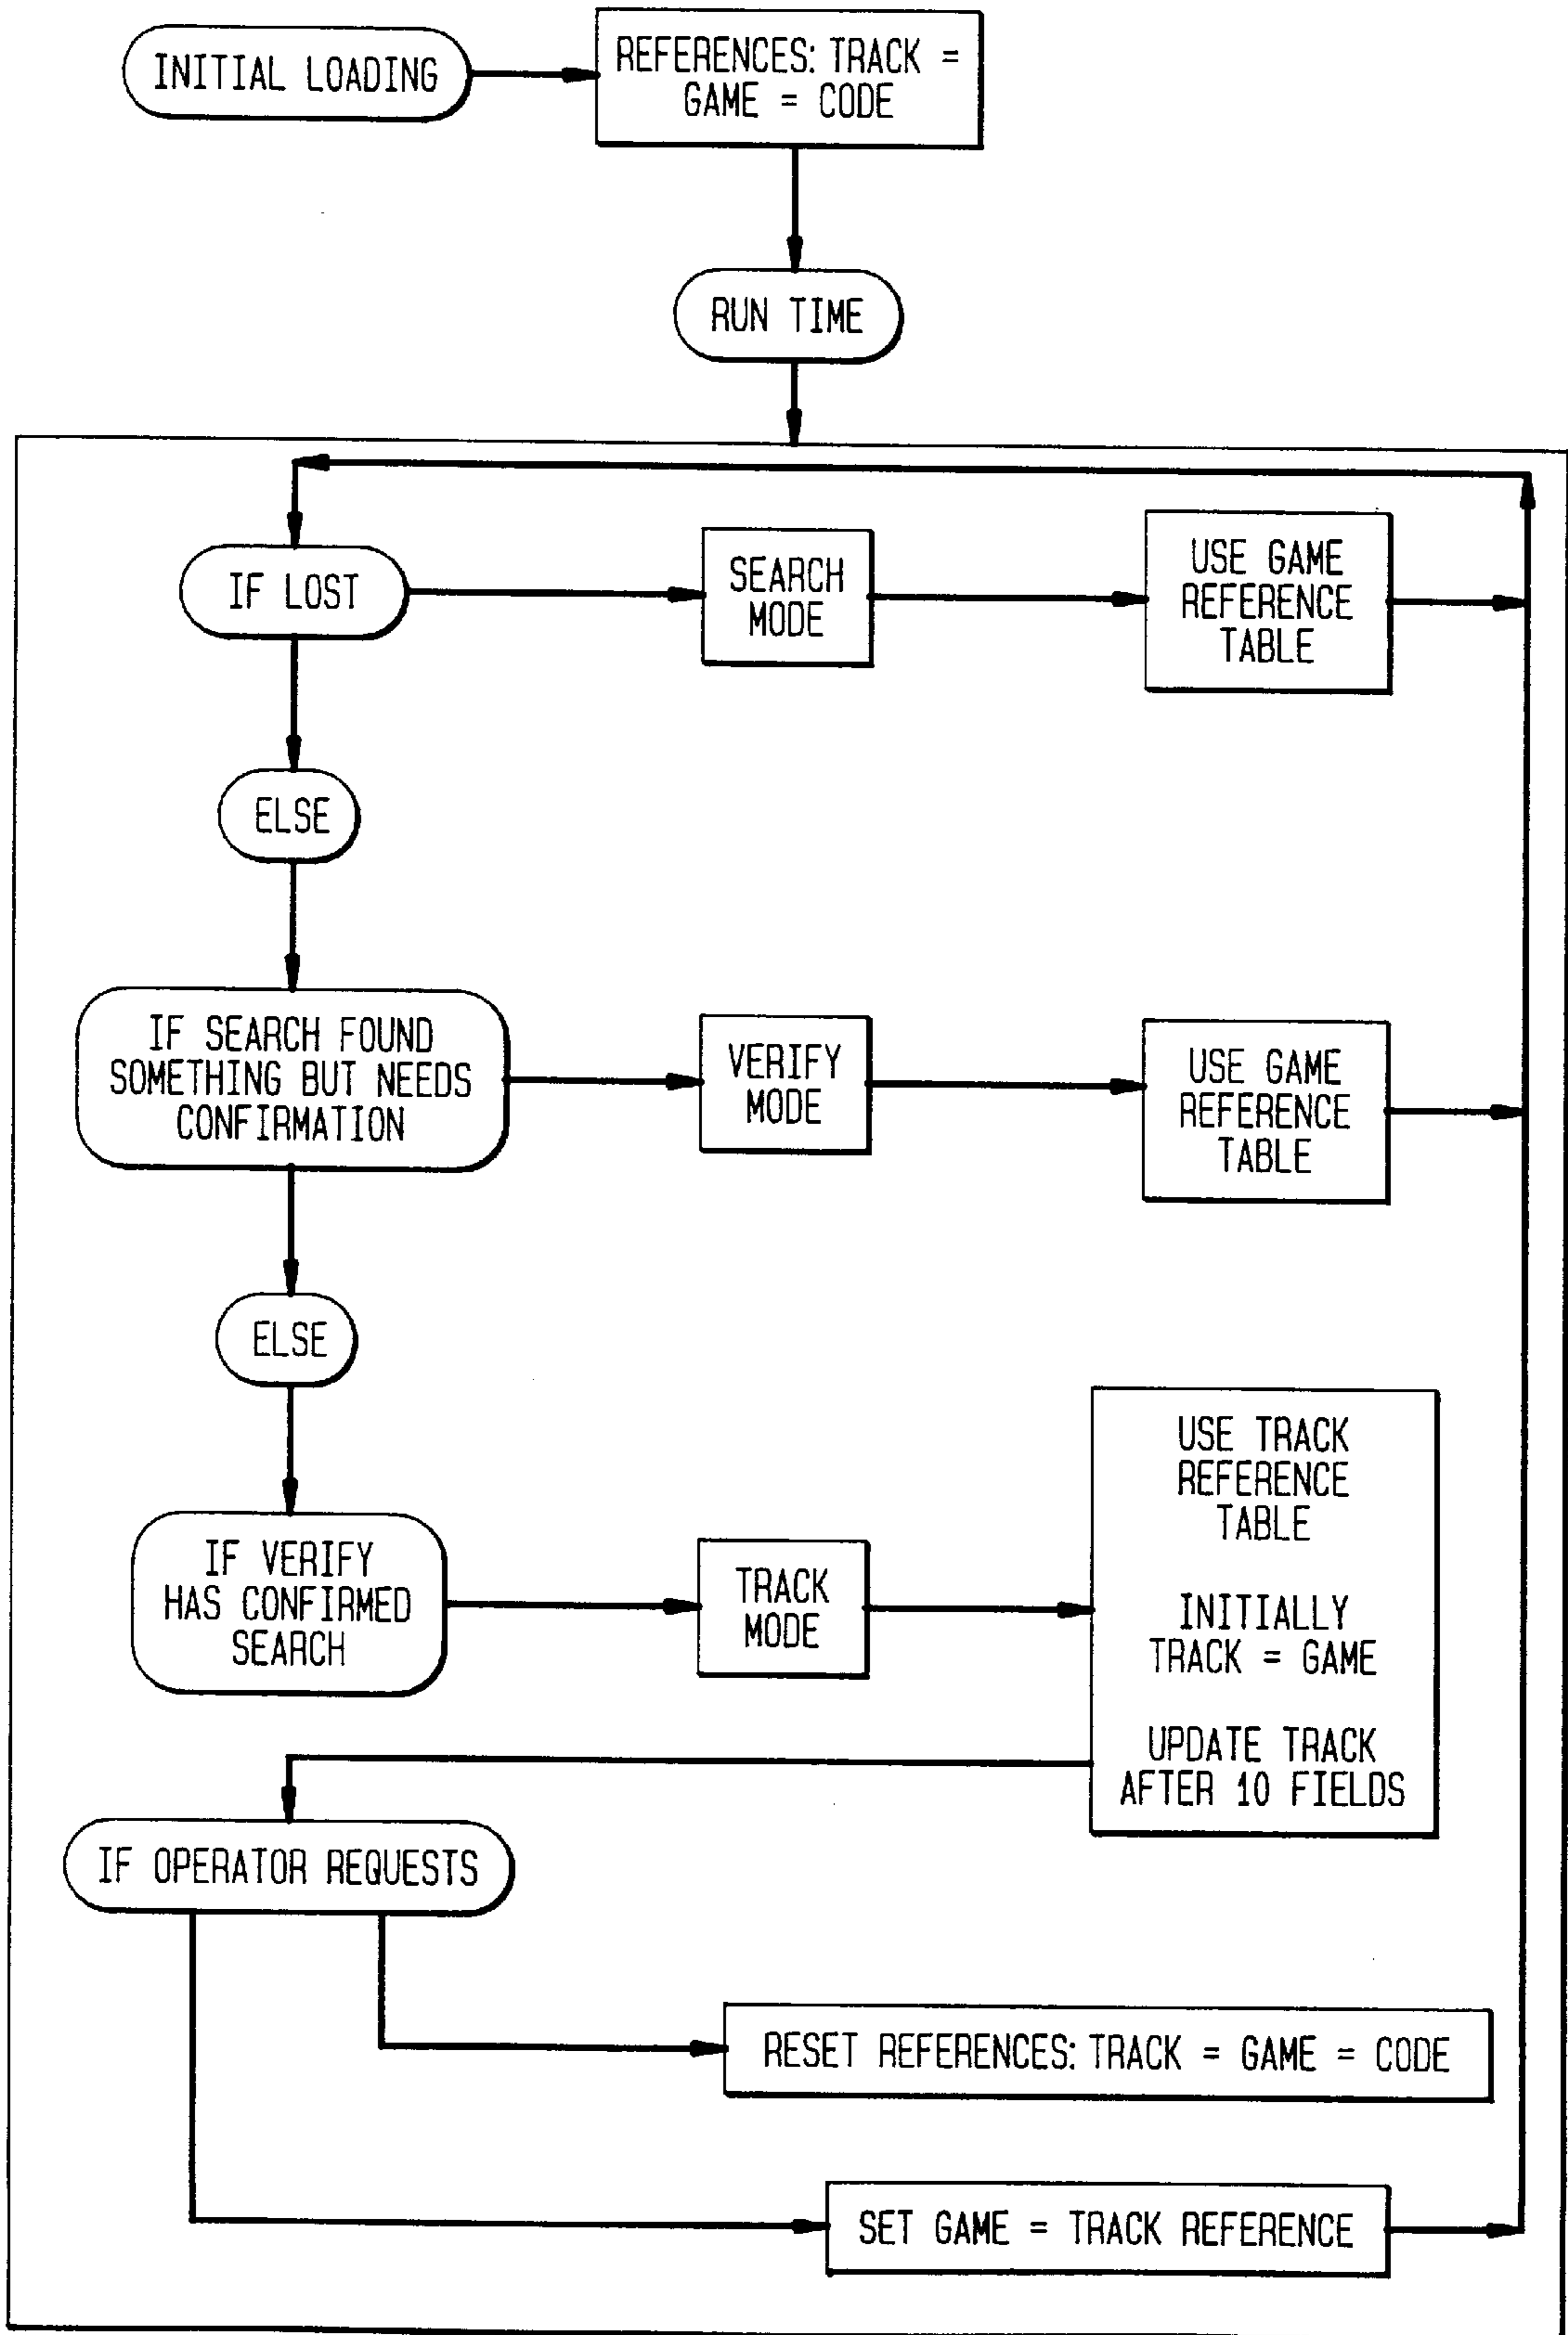 INITIAL LOADING
REFERENCES: TRACK =
GAME = CODE
RUN TIME
IF LOST
SEARCH
MODE
USE GAME
REFERENCE
TABLE
ELSE
IF SEARCH FOUND
SOMETHING BUT NEEDS
CONFIRMATION
VERIFY
MODE
USE GAME
REFERENCE
TABLE
ELSE
IF VERIFY
HAS CONFIRMED
SEARCH
TRACK
MODE
USE TRACK
REFERENCE
TABLE
INITIALLY
TRACK = GAME
UPDATE TRACK
AFTER 10 FIELDS
IF OPERATOR REQUESTS
RESET REFERENCES: TRACK = GAME = CODE
SET GAME = TRACK REFERENCE